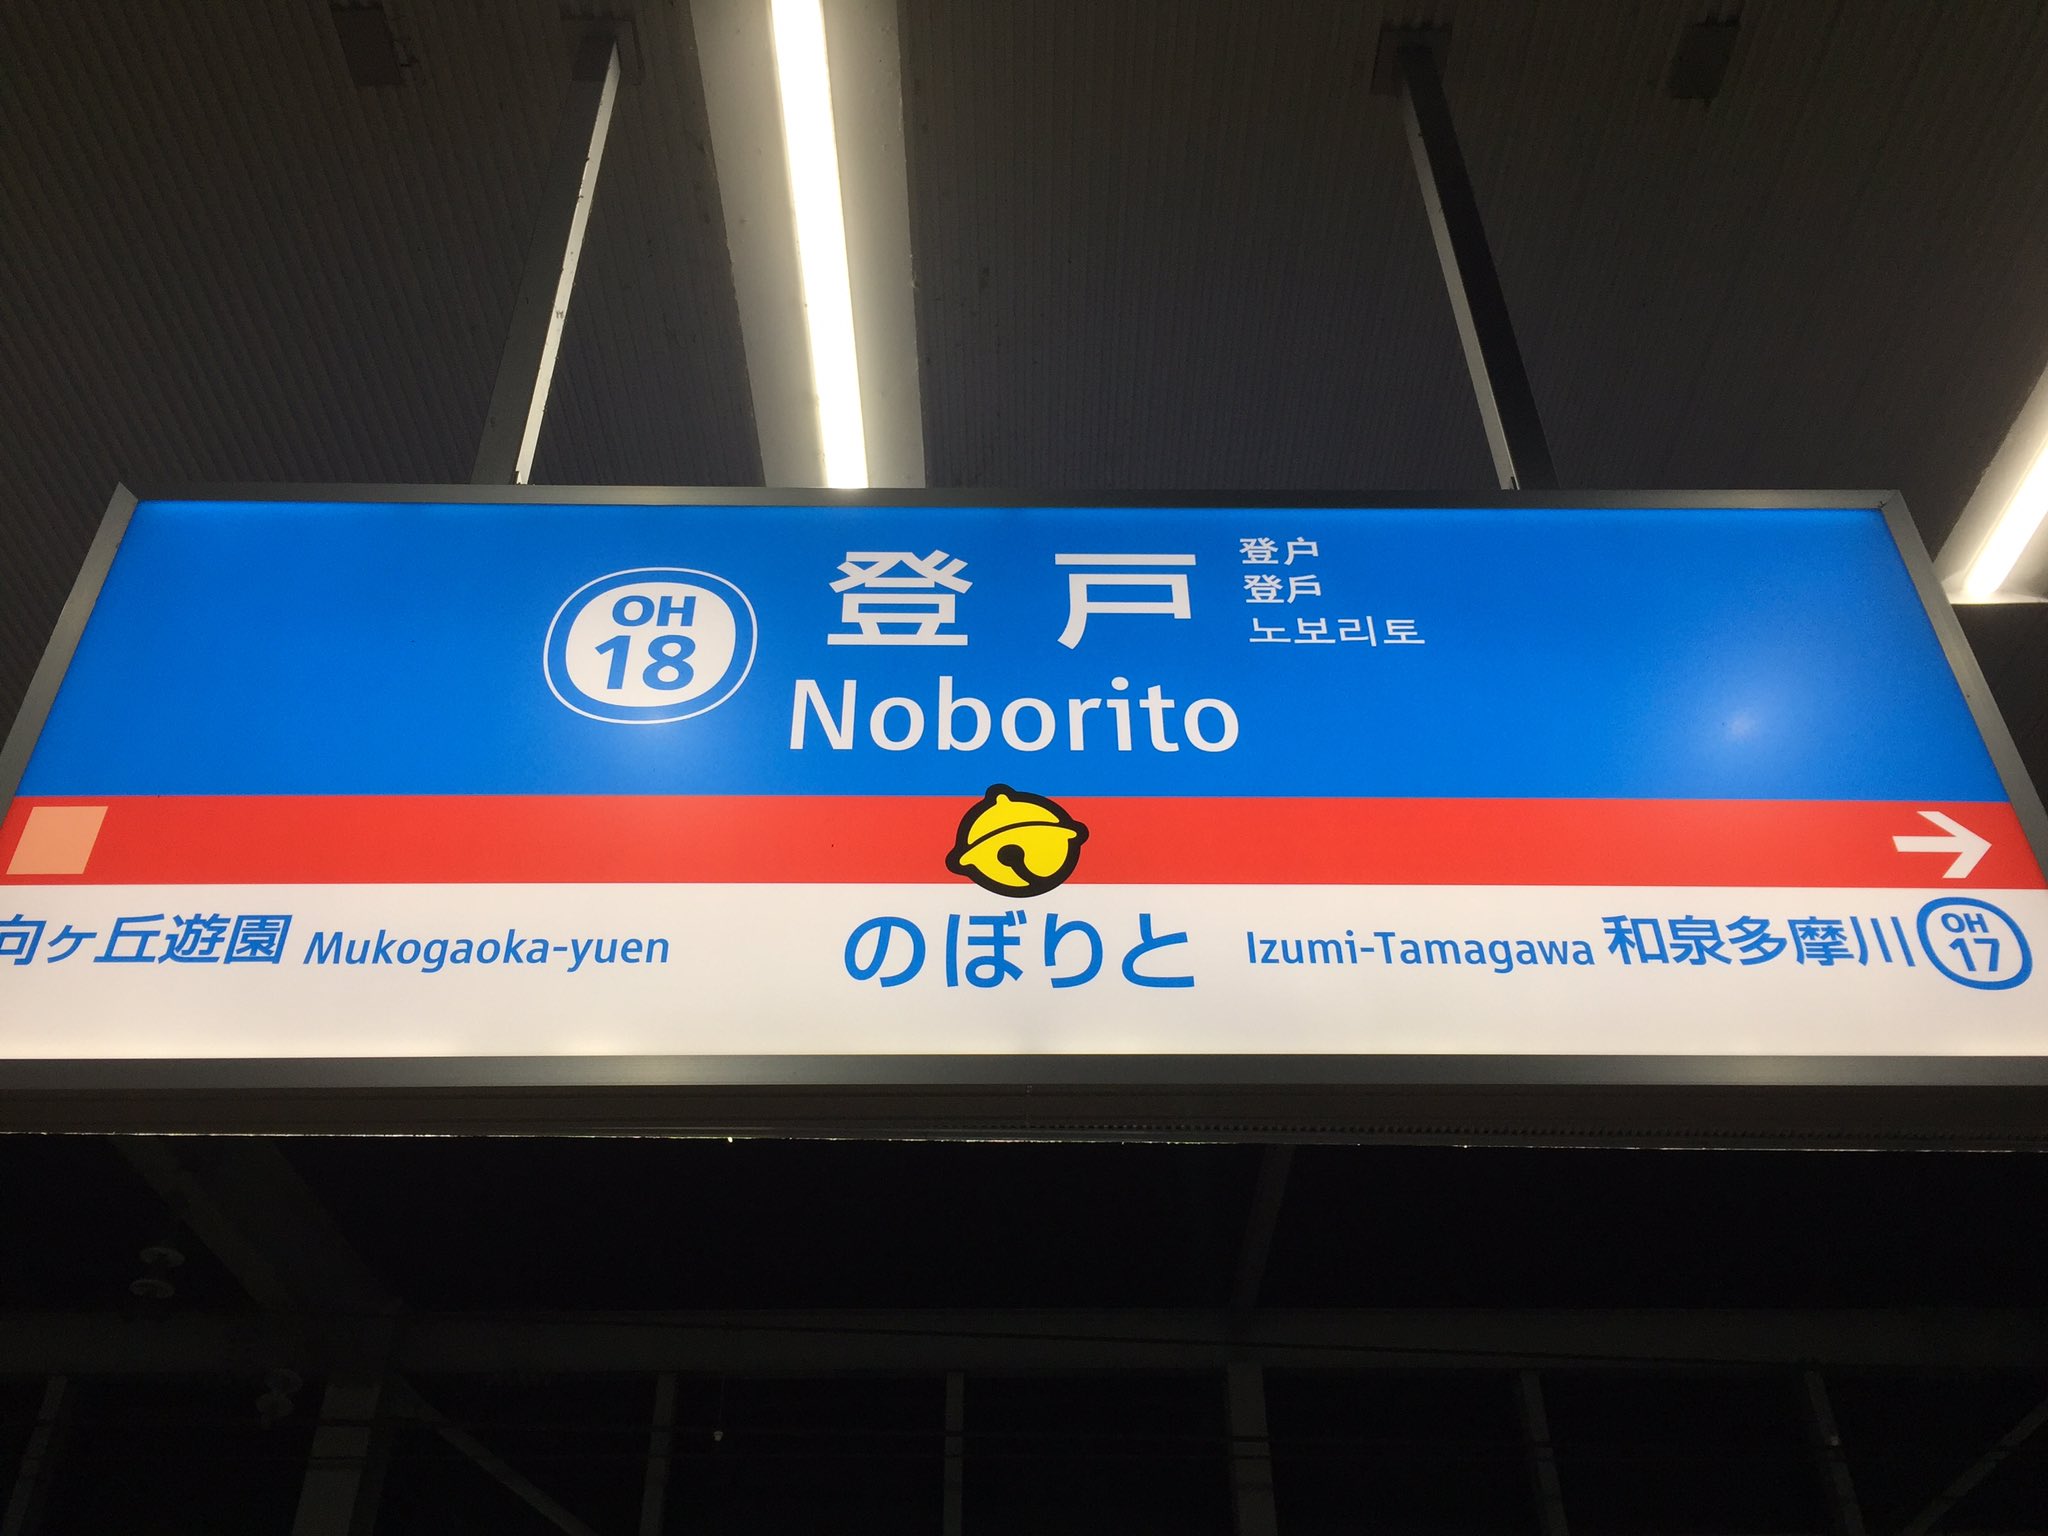 OH
18
登戸
登户
登戶
노보리토
Noborito
向ヶ丘遊園 Mukogaoka-yuen
のぼりと
Izumi-Tamagawa 和泉多摩川
OH
17